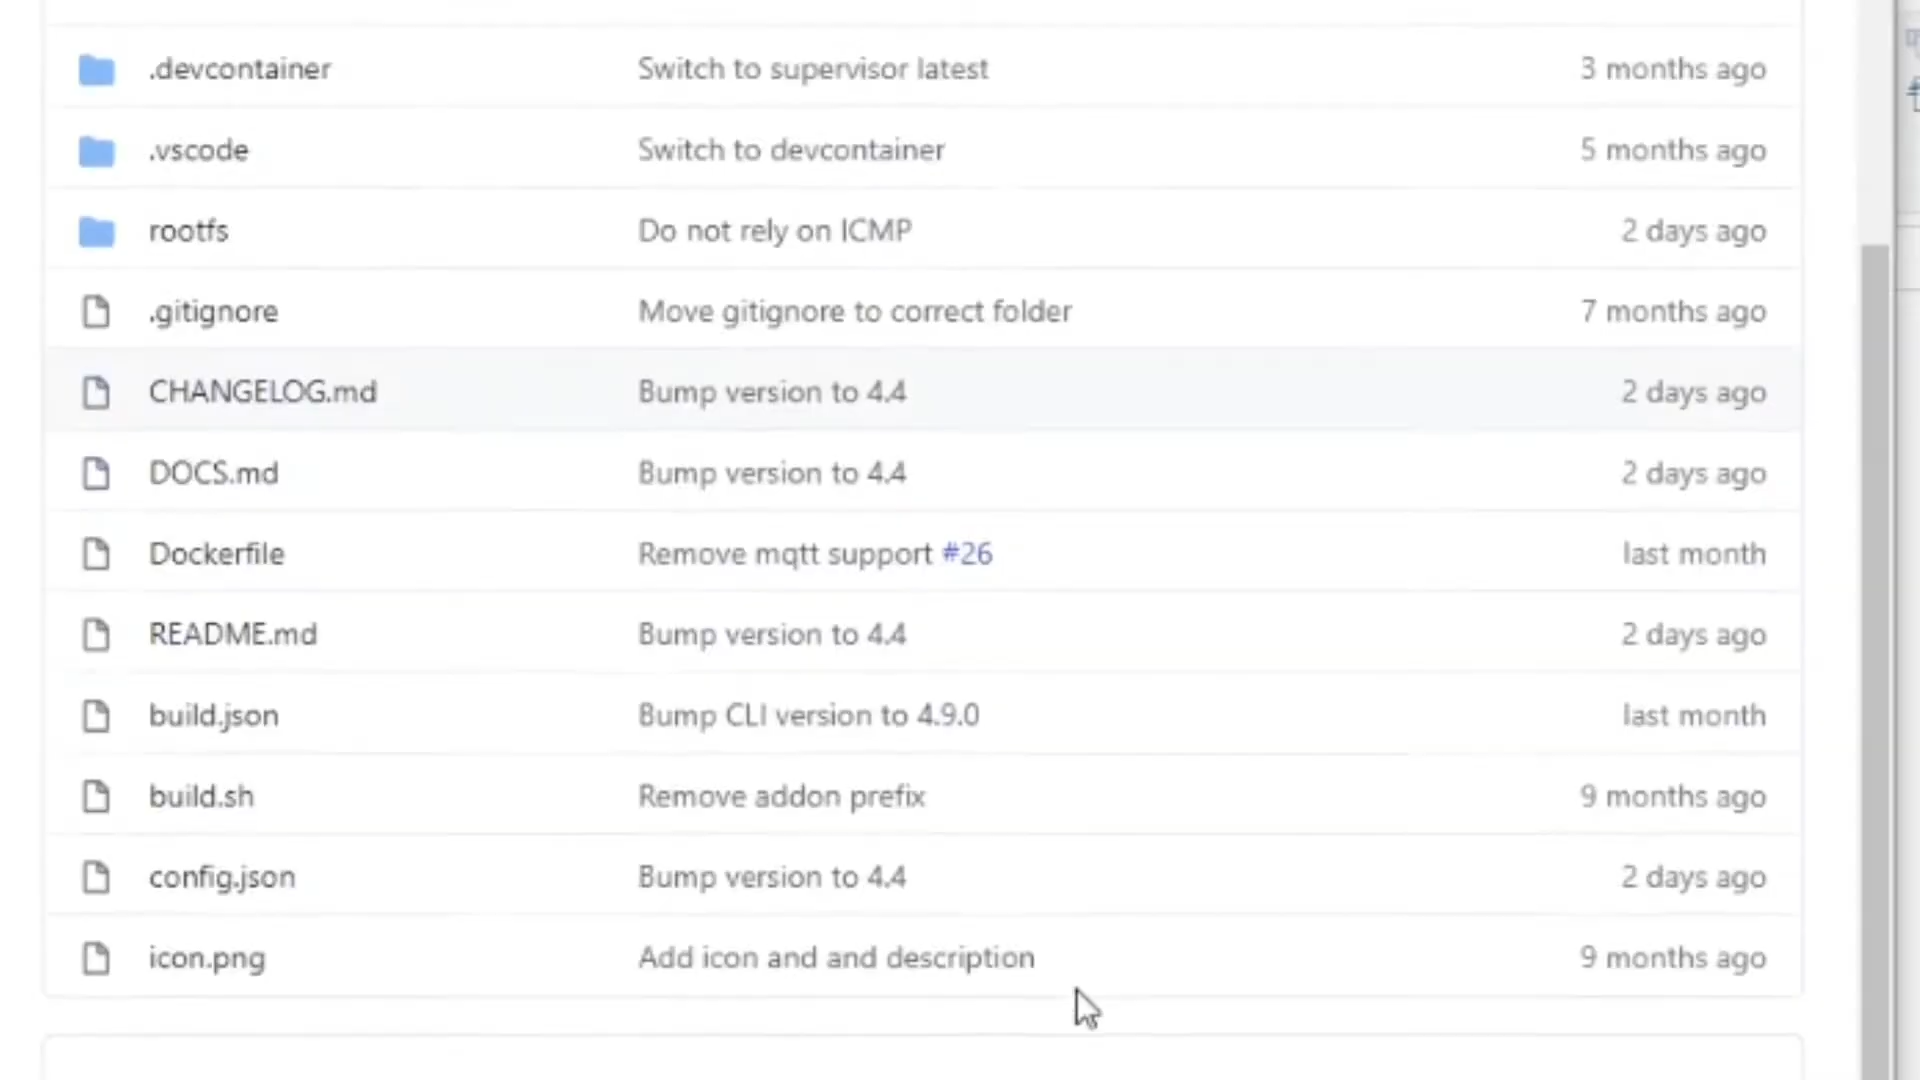 .devcontainer Switch to supervisor latest 3 months ago
.vscode Switch to devcontainer 5 months ago
rootfs Do not rely on ICMP 2 days ago
.gitignore Move gitignore to correct folder 7 months ago
CHANGELOG.md Bump version to 4.4 2 days ago
DOCS.md Bump version to 4.4 2 days ago
Dockerfile Remove mqtt support #26 last month
README.md Bump version to 4.4 2 days ago
build.json Bump CLI version to 4.9.0 last month
build.sh Remove addon prefix 9 months ago
config.json Bump version to 4.4 2 days ago
icon.png Add icon and and description 9 months ago